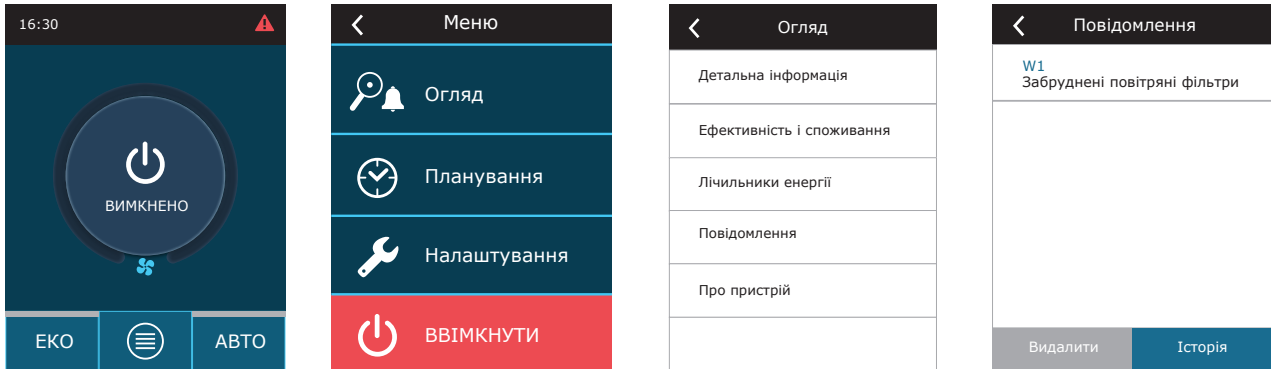 16:30
ВИМКНЕНО
ЕКО
АВТО
Меню
Огляд
Планування
Налаштування
ВВІМКНУТИ
Огляд
Детальна інформація
Ефективність і споживання
Лічильники енергії
Повідомлення
Про пристрій
Повідомлення
W1
Забруднені повітряні фільтри
Видалити
Історія